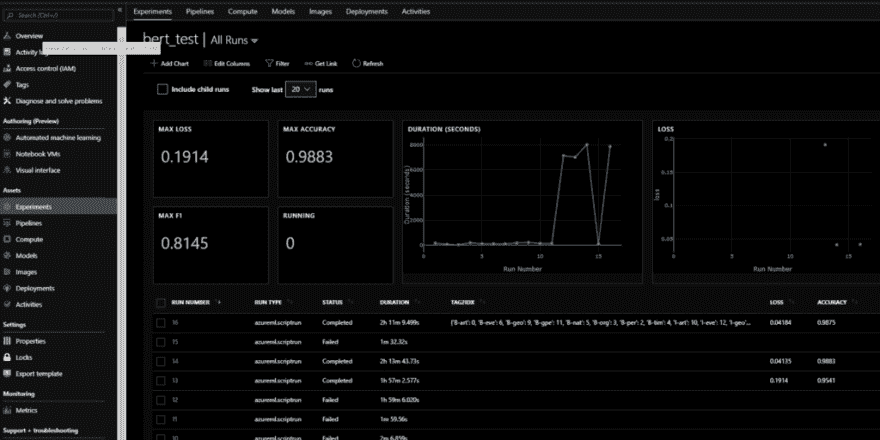 Search (Ctrl+/)
Overview
Activity log
Access control (IAM)
Tags
Diagnose and solve problems
Authoring (Preview)
Automated machine learning
Notebook VMs
Visual interface
Assets
Experiments
Pipelines
Compute
Models
Images
Deployments
Activities
Settings
Properties
Locks
Export template
Monitoring
Metrics
Support + troubleshooting
Experiments Pipelines Compute Models Images Deployments Activities
bert_test | All Runs
Add Chart Edit Columns Filter Get Link Refresh
Include child runs Show last 20 runs
MAX LOSS
0.1914
MAX ACCURACY
0.9883
MAX F1
0.8145
RUNNING
0
DURATION (SECONDS)
Duration (seconds)
8000
6000
4000
2000
0
0 5 10 15
Run Number
LOSS
loss
0.2
0.15
0.1
0.05
0 5 10 15
Run Number
RUN NUMBER RUN TYPE STATUS DURATION TAG2IDX LOSS ACCURACY
16 azureml.scriptrun Completed 2h 11m 9.499s {'B-art': 0, 'B-eve': 6, 'B-geo': 9, 'B-gpe': 11, 'B-nat': 5, 'B-org': 3, 'B-per': 2, 'B-tim': 4, 'I-art': 10, 'I-eve': 12, 'I-geo'... 0.04184 0.9875
15 azureml.scriptrun Failed 1m 32.32s
14 azureml.scriptrun Completed 2h 13m 43.73s 0.04135 0.9883
13 azureml.scriptrun Completed 1h 57m 2.577s 0.1914 0.9541
12 azureml.scriptrun Failed 1h 59m 6.020s
11 azureml.scriptrun Failed 1m 59.56s
10 azureml.scriptrun Failed 2m 6.859s